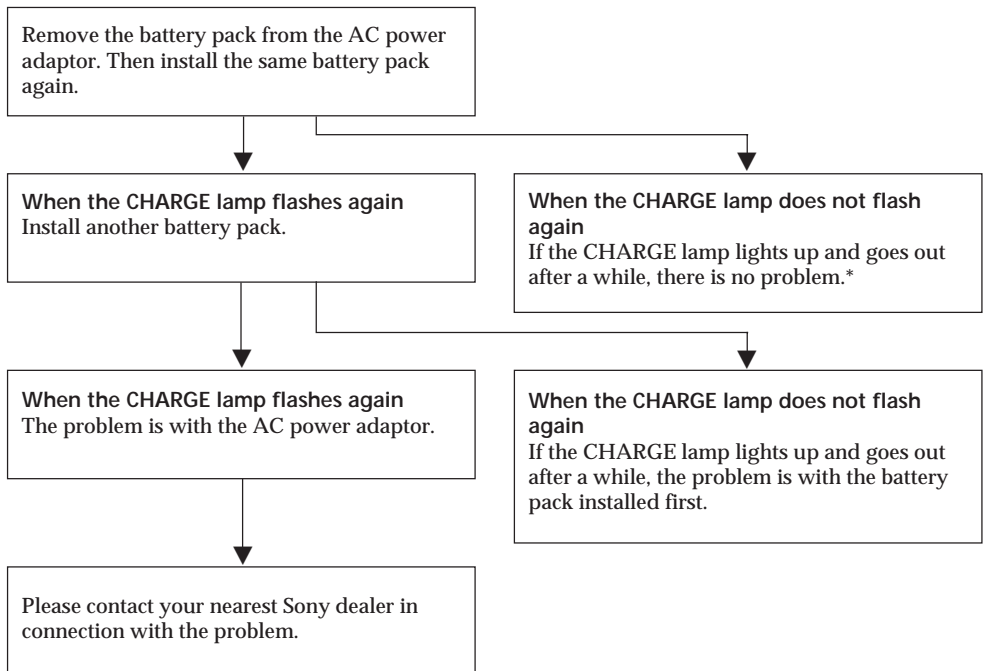 Remove the battery pack from the AC power
adaptor. Then install the same battery pack
again.
When the CHARGE lamp flashes again
Install another battery pack.
When the CHARGE lamp does not flash
again
If the CHARGE lamp lights up and goes out
after a while, there is no problem.*
When the CHARGE lamp flashes again
The problem is with the AC power adaptor.
When the CHARGE lamp does not flash
again
If the CHARGE lamp lights up and goes out
after a while, the problem is with the battery
pack installed first.
Please contact your nearest Sony dealer in
connection with the problem.